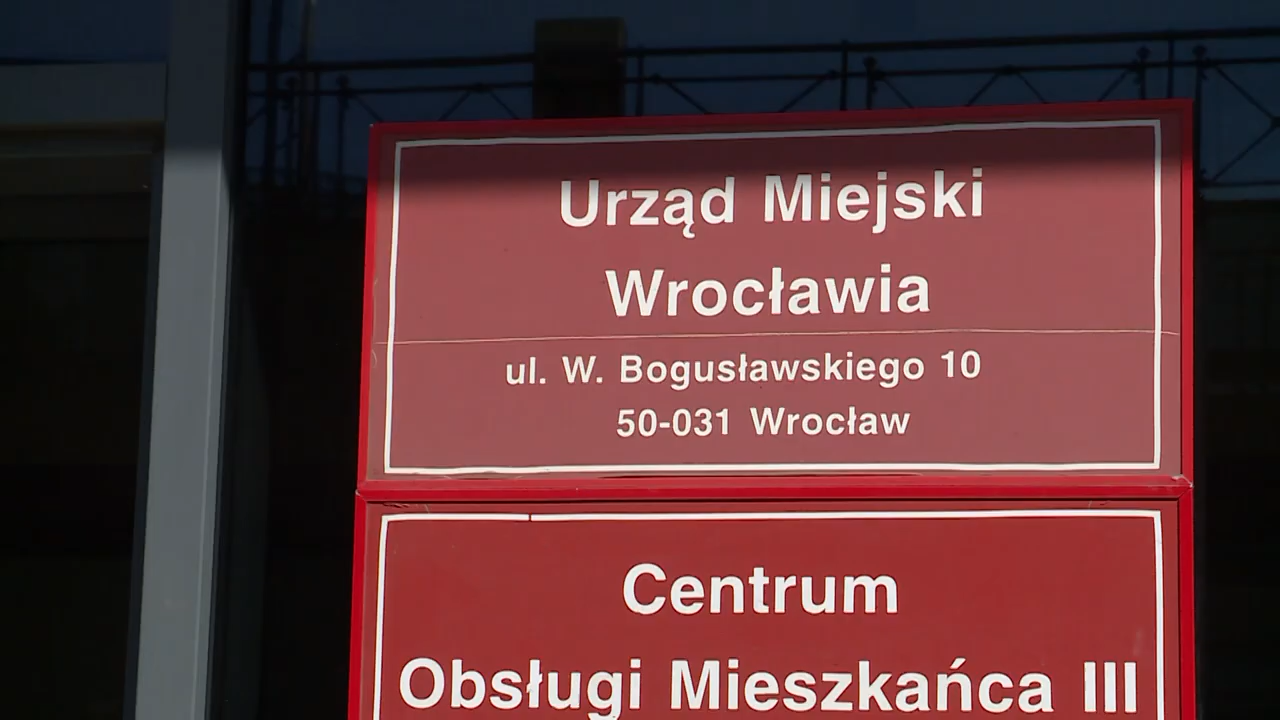 Urząd Miejski
Wrocławia
ul. W. Bogusławskiego 10
50-031 Wrocław
Centrum
Obsługi Mieszkańca III